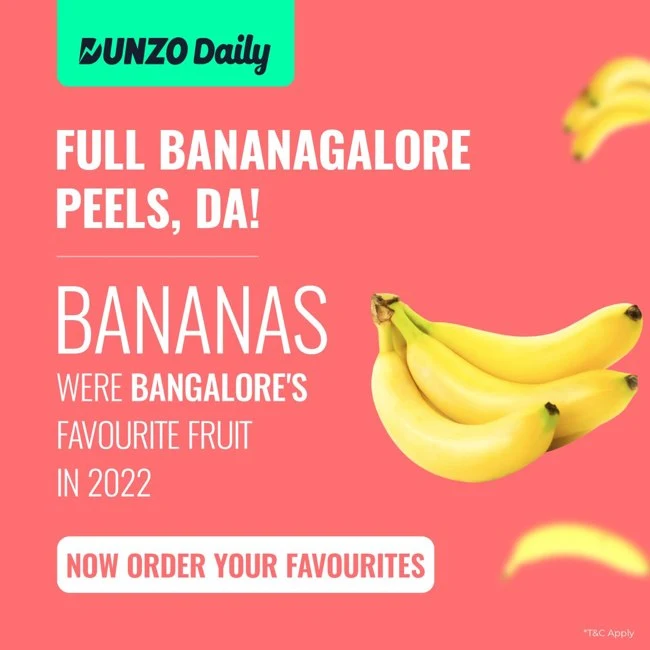 DUNZO Daily
FULL BANANAGALORE
PEELS, DA!
BANANAS
WERE BANGALORE'S
FAVOURITE FRUIT
IN 2022
NOW ORDER YOUR FAVOURITES
*T&C Apply